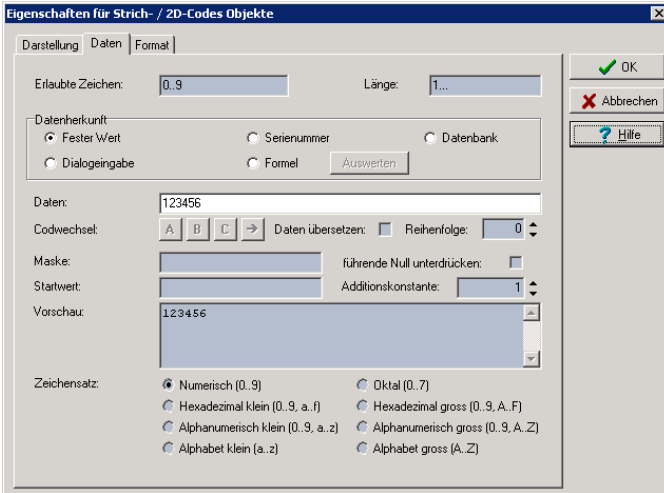 Eigenschaften für Strich- / 2D-Codes Objekte
Darstellung Daten Format
OK
Abbrechen
Hilfe
Erlaubte Zeichen: 0..9 Länge: 1...
Datenherkunft
Fester Wert Serienummer Datenbank
Dialogeingabe Formel Auswerten
Daten: 123456
Codwechsel: A B C → Daten übersetzen: Reihenfolge: 0
Maske: führende Null unterdrücken:
Startwert: Additionskonstante: 1
Vorschau: 123456
Zeichensatz: Numerisch (0..9) Oktal (0..7)
Hexadezimal klein (0..9, a..f) Hexadezimal gross (0..9, A..F)
Alphanumerisch klein (0..9, a..z) Alphanumerisch gross (0..9, A..Z)
Alphabet klein (a..z) Alphabet gross (A..Z)